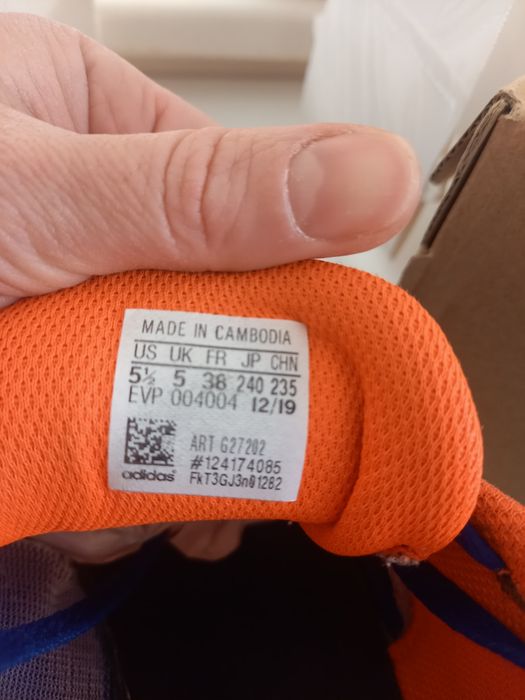 MADE IN CAMBODIA
US UK FR JP CHN
5½ 5 38 240 235
EVP 004004 12/19
ART G27202
#124174085
adidas FkT3GJ3n01282